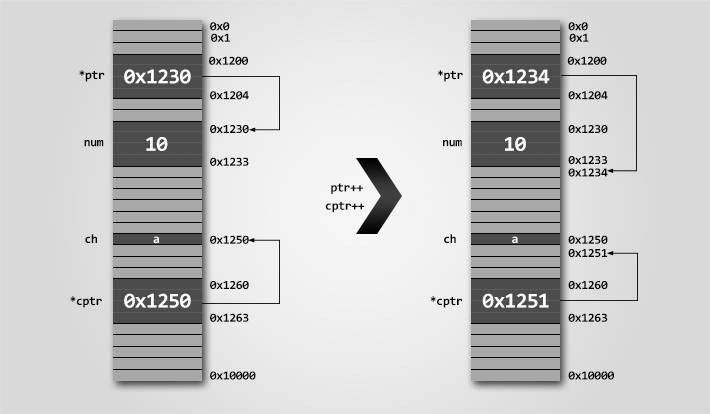 0x0
0x1
0x1200
*ptr 0x1230
0x1204
0x1230
num 10
0x1233
ch a 0x1250
0x1260
*cptr 0x1250
0x1263
0x10000
ptr++
cptr++
0x0
0x1
0x1200
*ptr 0x1234
0x1204
0x1230
num 10
0x1233
0x1234
ch a 0x1250
0x1251
0x1260
*cptr 0x1251
0x1263
0x10000